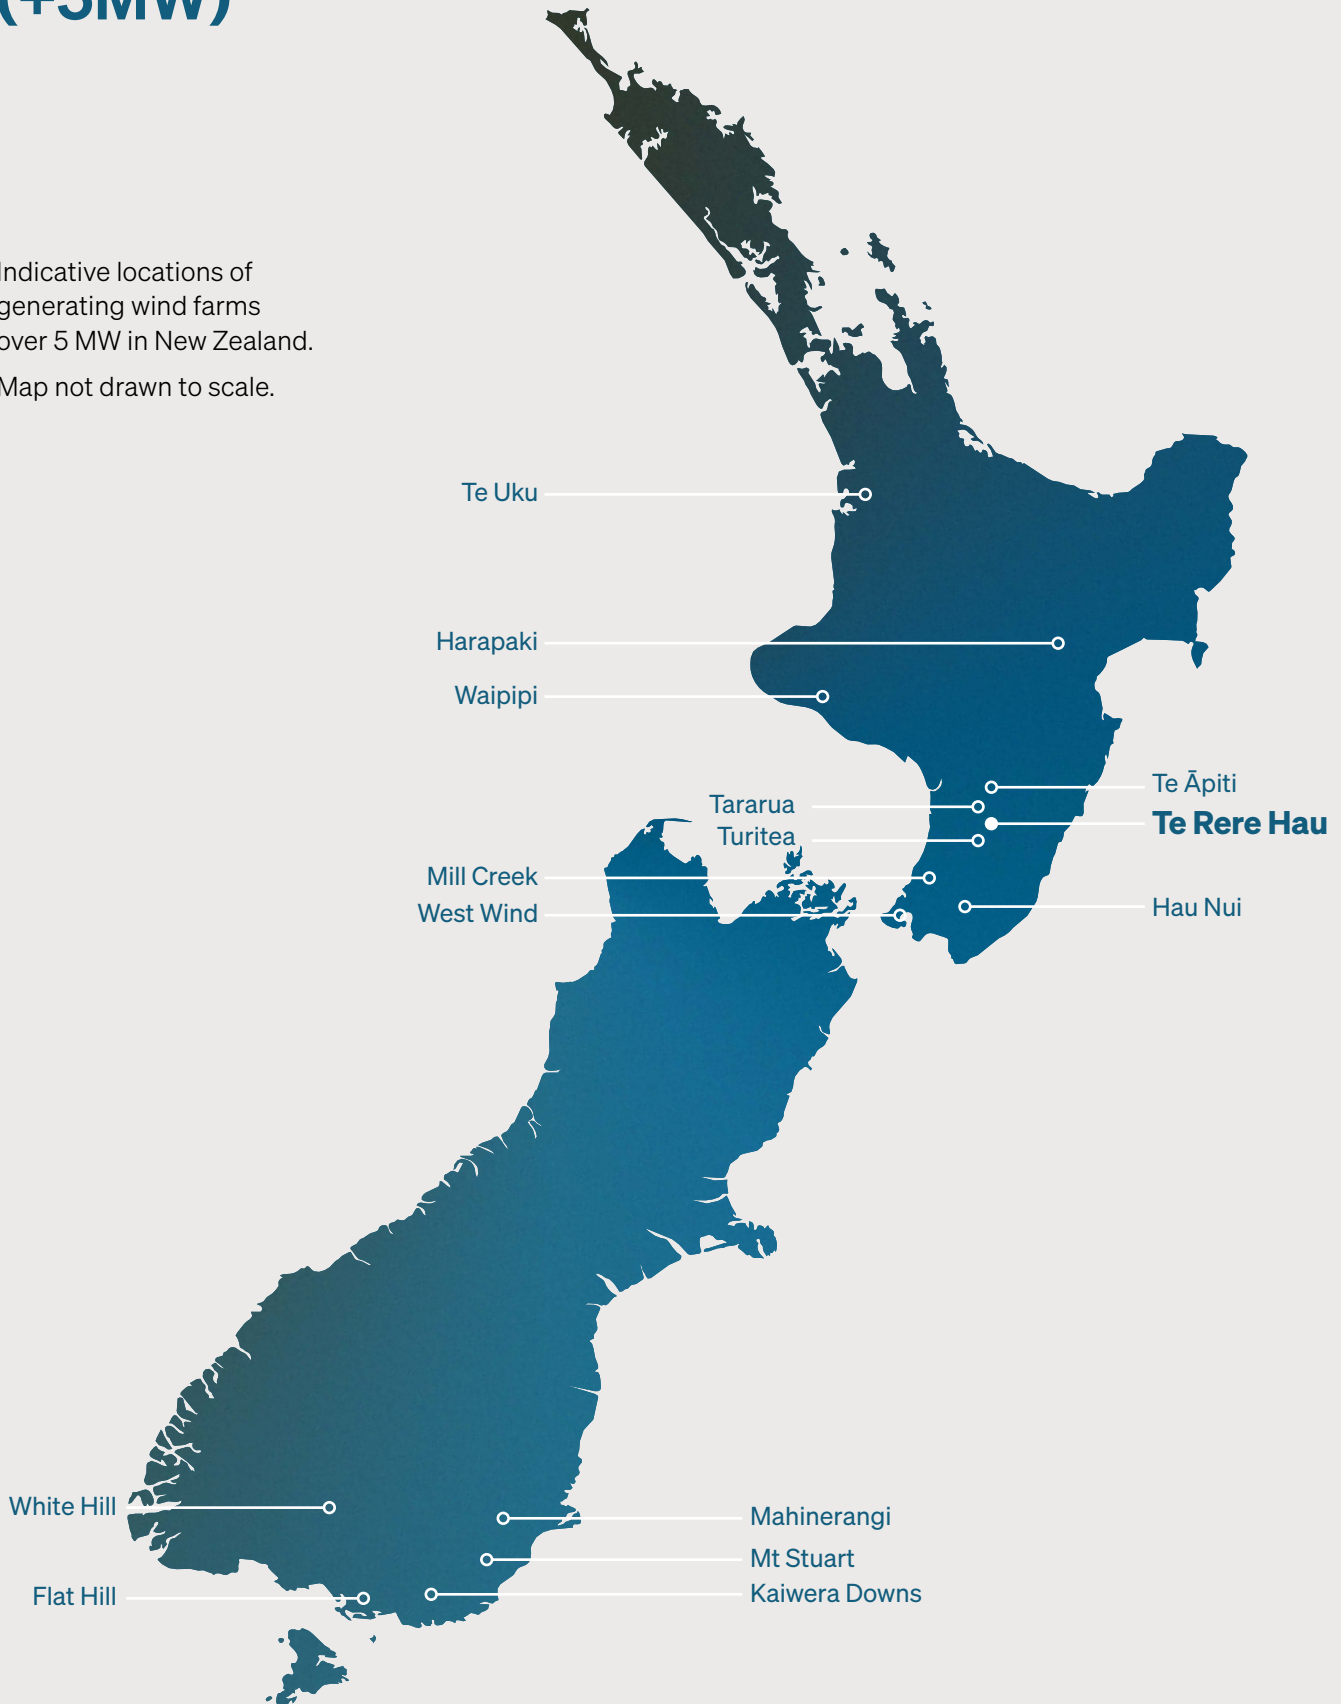 (+5MW)
Indicative locations of
generating wind farms
over 5 MW in New Zealand.
Map not drawn to scale.
Te Uku
Harapaki
Waipipi
Te Āpiti
Tararua
Te Rere Hau
Turitea
Mill Creek
West Wind
Hau Nui
White Hill
Mahinerangi
Mt Stuart
Kaiwera Downs
Flat Hill